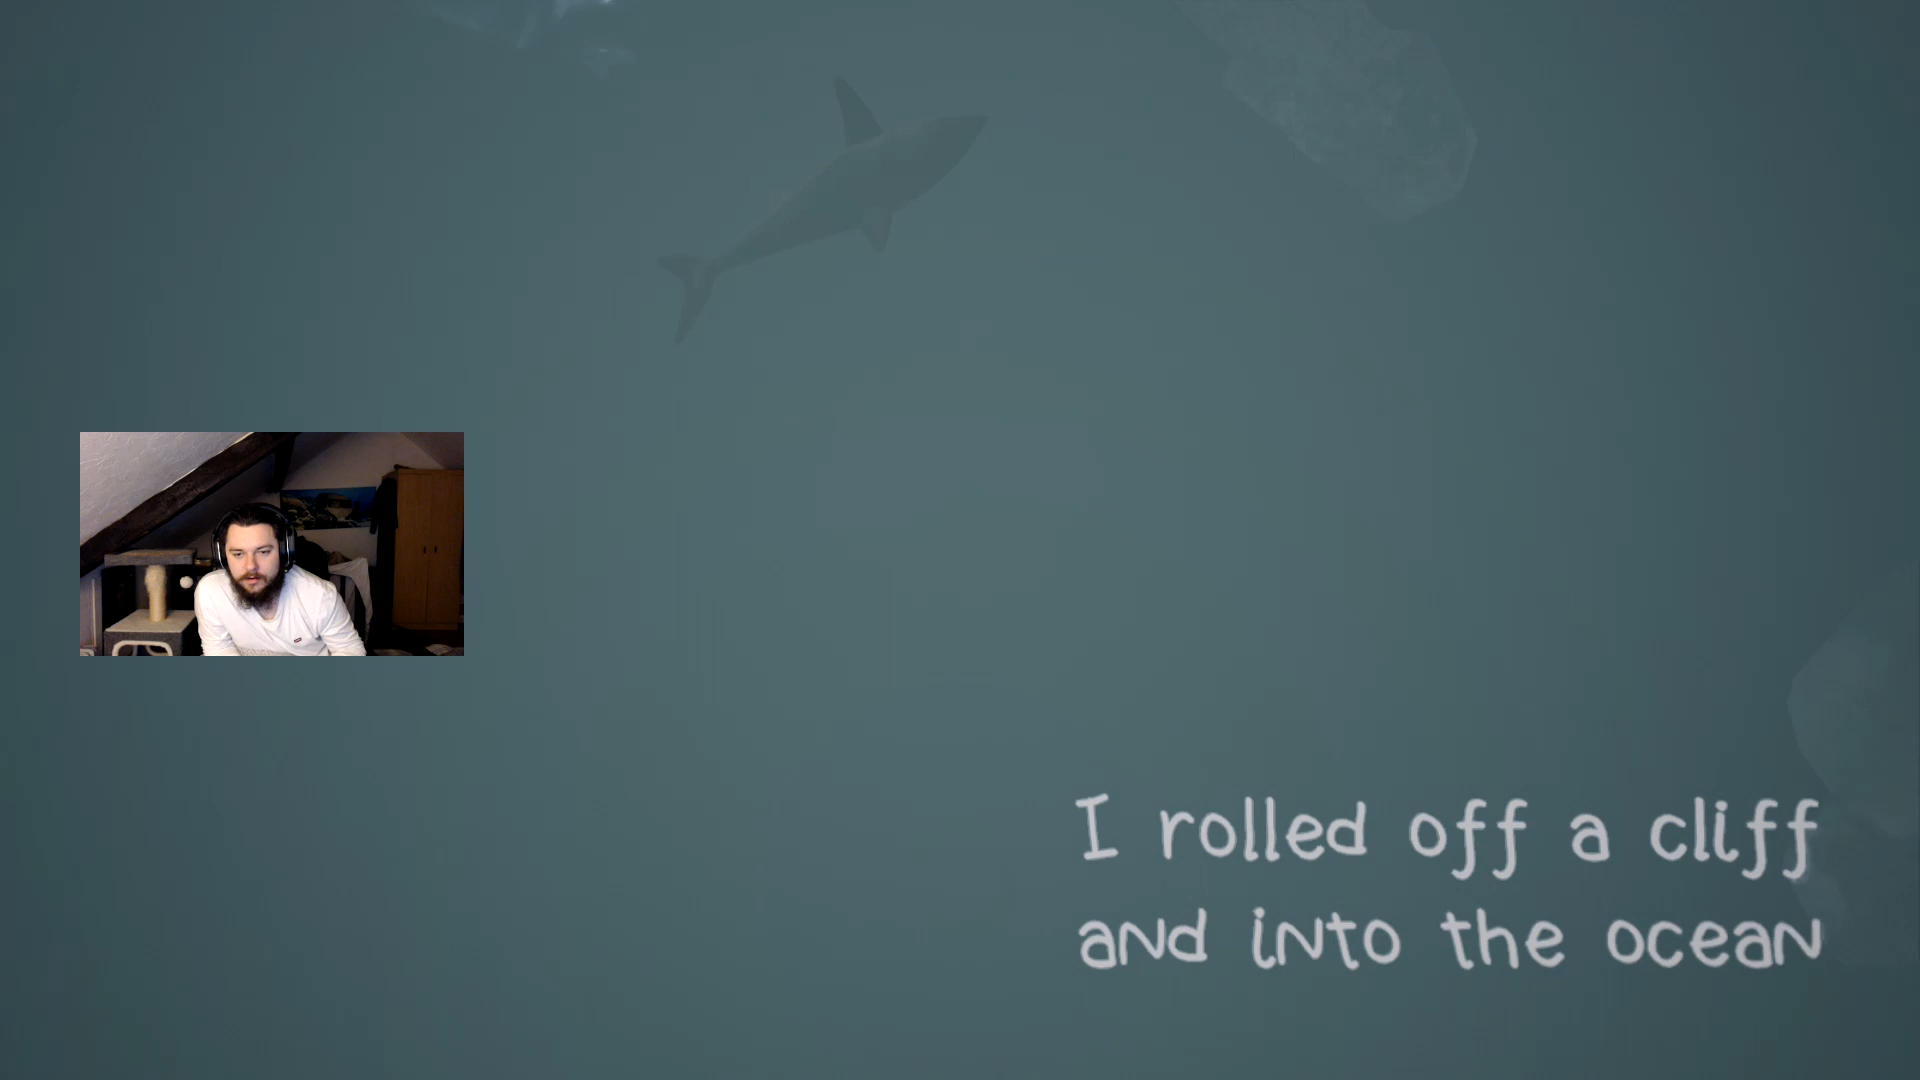 I rolled off a cliff
and into the ocean